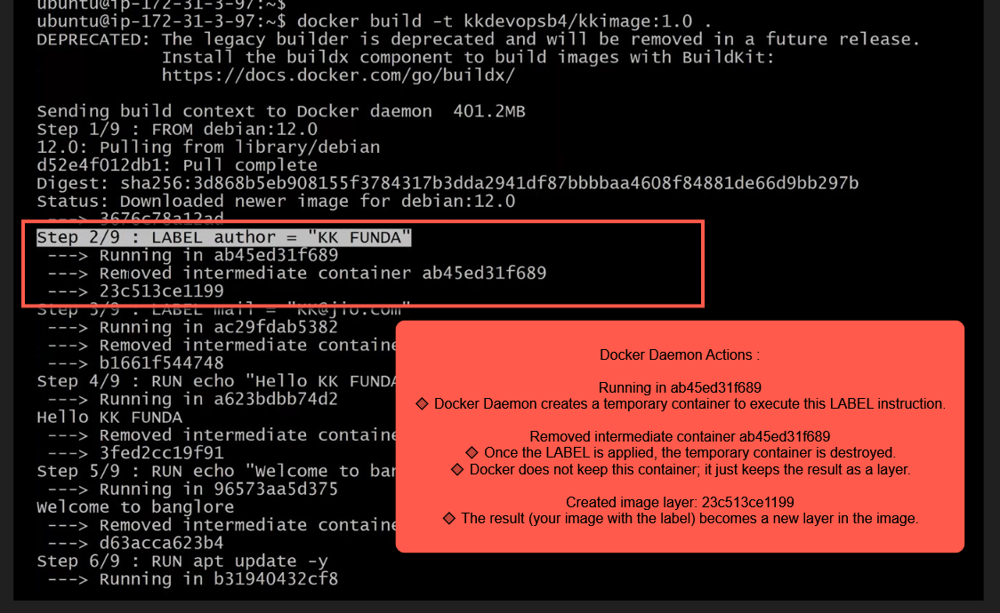 ubuntu@ip-172-31-3-97:~$
ubuntu@ip-172-31-3-97:~$ docker build -t kkdevopsb4/kkimage:1.0 .
DEPRECATED: The legacy builder is deprecated and will be removed in a future release.
Install the buildx component to build images with BuildKit:
https://docs.docker.com/go/buildx/
Sending build context to Docker daemon  401.2MB
Step 1/9 : FROM debian:12.0
12.0: Pulling from library/debian
d52e4f012db1: Pull complete
Digest: sha256:3d868b5eb908155f3784317b3dda2941df87bbbbaa4608f84881de66d9bb297b
Status: Downloaded newer image for debian:12.0
---> 3676c78a12ad
Step 2/9 : LABEL author = "KK FUNDA"
---> Running in ab45ed31f689
---> Removed intermediate container ab45ed31f689
---> 23c513ce1199
Step 3/9 : LABEL mail = "KK@jio.com"
---> Running in ac29fdab5382
---> Removed intermediate containe
---> b1661f544748
Step 4/9 : RUN echo "Hello KK FUNDA
---> Running in a623bdbb74d2
Hello KK FUNDA
---> Removed intermediate containe
---> 3fed2cc19f91
Step 5/9 : RUN echo "Welcome to ban
---> Running in 96573aa5d375
Welcome to banglore
---> Removed intermediate containe
---> d63acca623b4
Step 6/9 : RUN apt update -y
---> Running in b31940432cf8
Docker Daemon Actions :
Running in ab45ed31f689
Docker Daemon creates a temporary container to execute this LABEL instruction.
Removed intermediate container ab45ed31f689
Once the LABEL is applied, the temporary container is destroyed.
Docker does not keep this container; it just keeps the result as a layer.
Created image layer: 23c513ce1199
The result (your image with the label) becomes a new layer in the image.